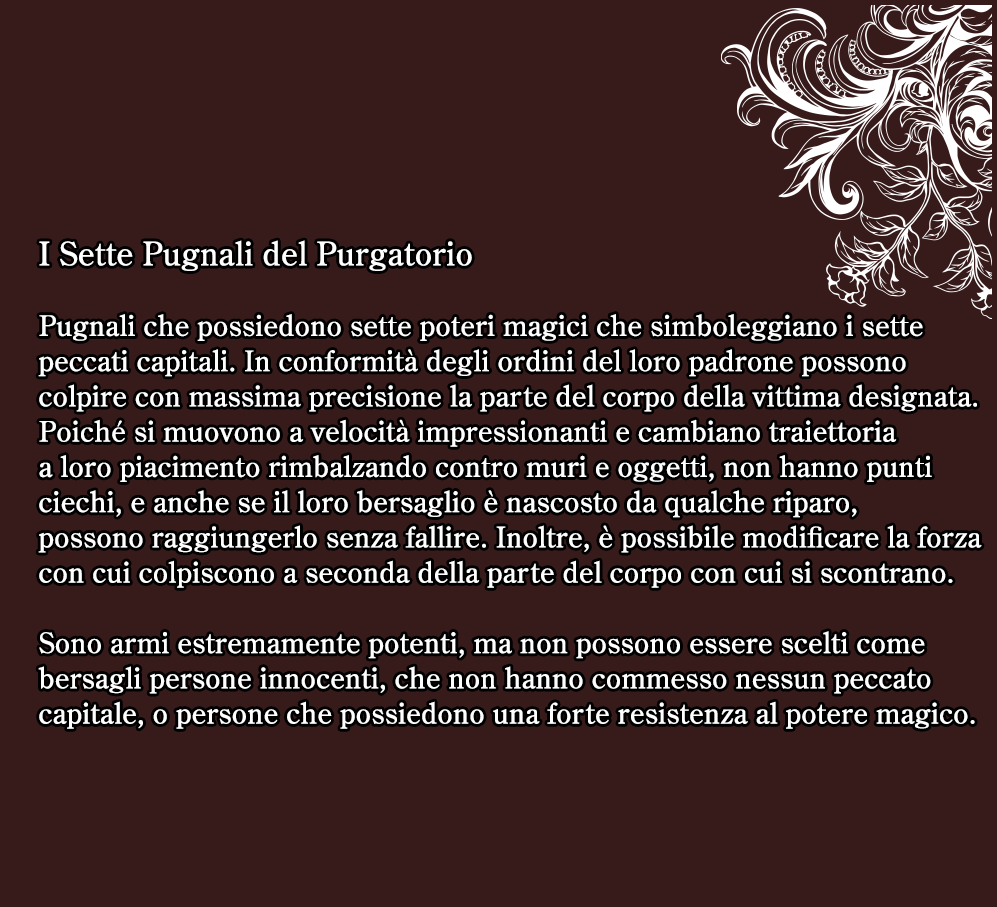 I Sette Pugnali del Purgatorio
Pugnali che possiedono sette poteri magici che simboleggiano i sette
peccati capitali. In conformità degli ordini del loro padrone possono
colpire con massima precisione la parte del corpo della vittima designata.
Poiché si muovono a velocità impressionanti e cambiano traiettoria
a loro piacimento rimbalzando contro muri e oggetti, non hanno punti
ciechi, e anche se il loro bersaglio è nascosto da qualche riparo,
possono raggiungerlo senza fallire. Inoltre, è possibile modificare la forza
con cui colpiscono a seconda della parte del corpo con cui si scontrano.
Sono armi estremamente potenti, ma non possono essere scelti come
bersagli persone innocenti, che non hanno commesso nessun peccato
capitale, o persone che possiedono una forte resistenza al potere magico.